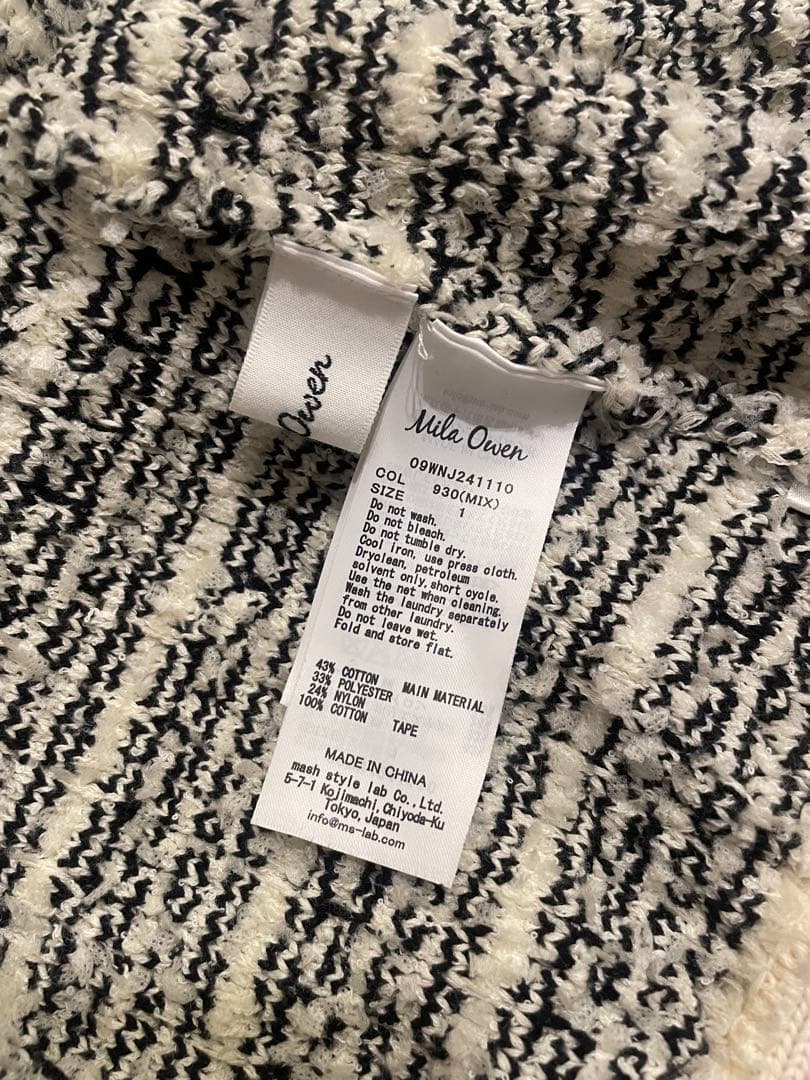 Owen
Mila Owen
09WNJ241110
COL 930(MIX)
SIZE 1
Do not wash.
Do not bleach.
Do not tumble dry.
Cool iron, use press cloth.
Dryclean, petroleum
solvent only, short cycle.
Use the net when cleaning.
Wash the laundry separately
from other laundry.
Do not leave wet.
Fold and store flat.
43% COTTON MAIN MATERIAL
33% POLYESTER
24% NYLON
100% COTTON TAPE
MADE IN CHINA
mash style lab Co.,Ltd.
5-7-1 Kojimachi,Chiyoda-Ku
Tokyo, Japan
info@ms-lab.com